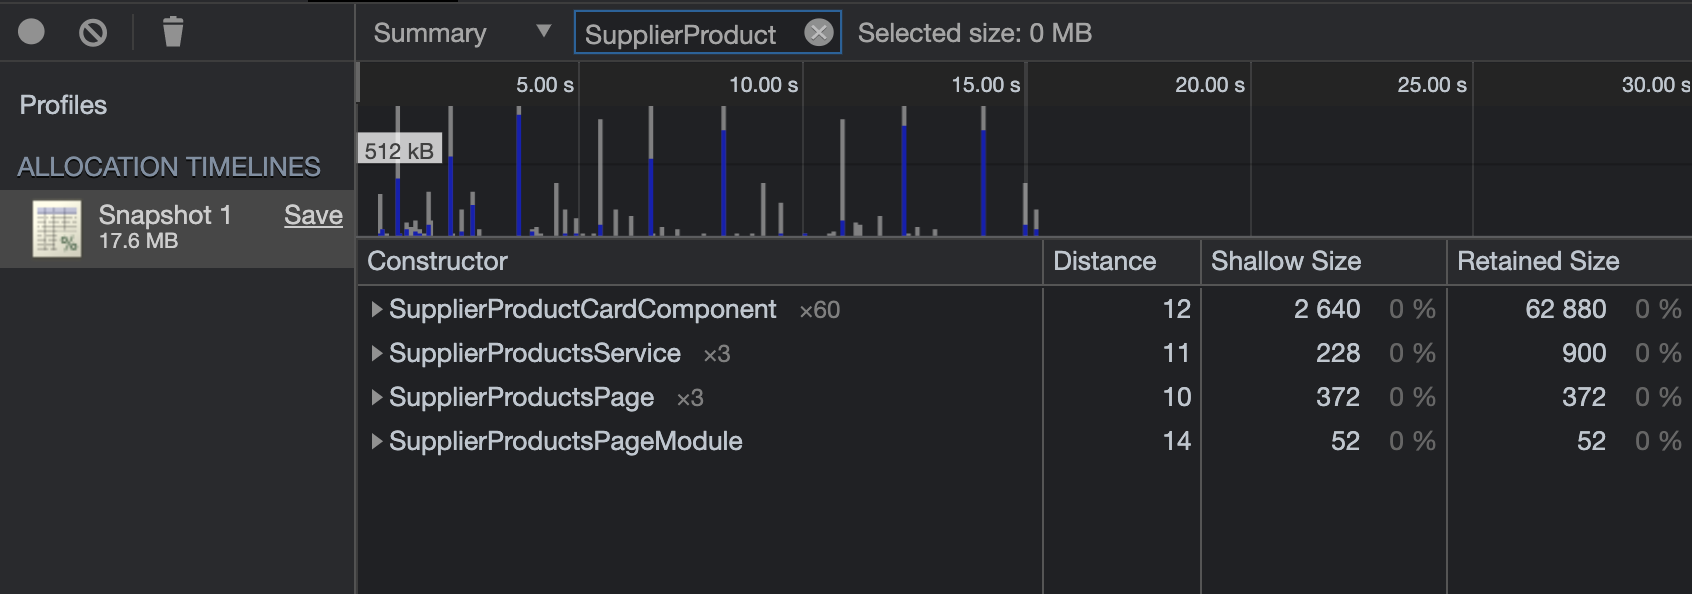 Summary ▼ SupplierProduct Selected size: 0 MB
Profiles
ALLOCATION TIMELINES
Snapshot 1 Save
17.6 MB
5.00 s 10.00 s 15.00 s 20.00 s 25.00 s 30.00 s
512 kB
Constructor Distance Shallow Size Retained Size
SupplierProductCardComponent ×60 12 2 640 0 % 62 880 0 %
SupplierProductsService ×3 11 228 0 % 900 0 %
SupplierProductsPage ×3 10 372 0 % 372 0 %
SupplierProductsPageModule 14 52 0 % 52 0 %